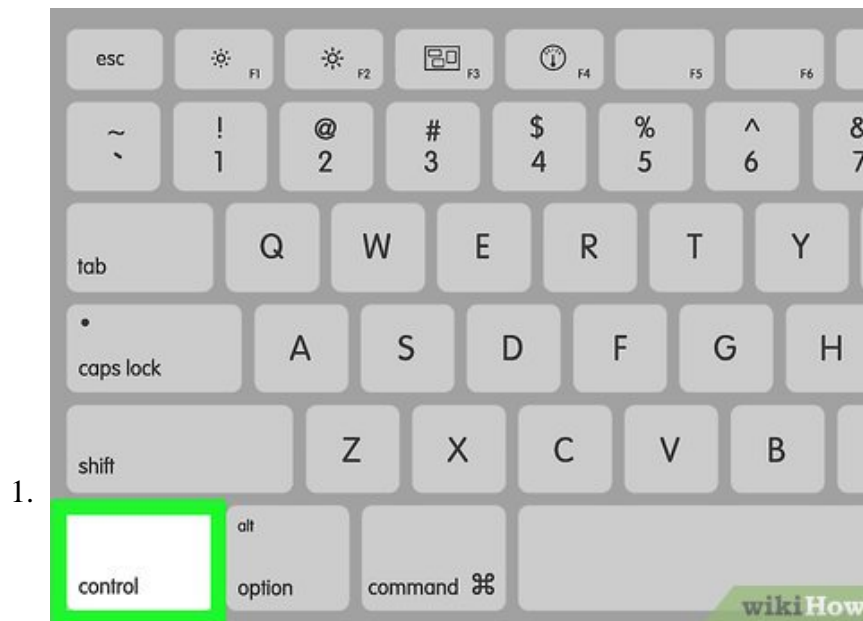 esc F1 F2 F3 F4 F5 F6
~ ! @ # $ % ^ &
` 1 2 3 4 5 6 7
tab Q W E R T Y
caps lock A S D F G H
shift Z X C V B
1.
alt
control option command ⌘
wikiHow